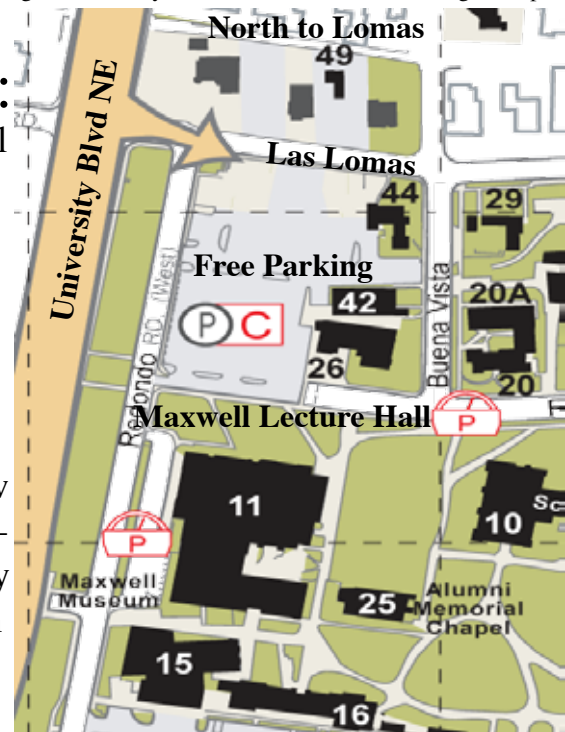 North to Lomas
49
University Blvd NE
Las Lomas
44
29
Free Parking
Redondo RD. (West)
P C
42
20A
Buena Vista
26
20
Maxwell Lecture Hall
P
11
10
Sc
P
Maxwell
Museum
25
Alumni
Memorial
Chapel
15
16